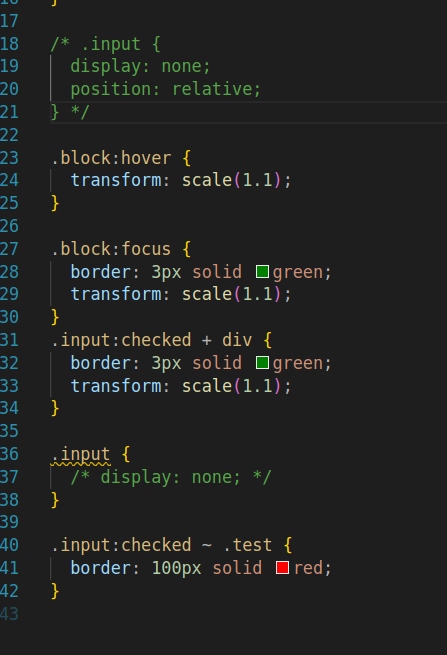 }
17
18 /* .input {
19   display: none;
20   position: relative;
21 } */
22
23 .block:hover {
24   transform: scale(1.1);
25 }
26
27 .block:focus {
28   border: 3px solid green;
29   transform: scale(1.1);
30 }
31 .input:checked + div {
32   border: 3px solid green;
33   transform: scale(1.1);
34 }
35
36 .input {
37   /* display: none; */
38 }
39
40 .input:checked ~ .test {
41   border: 100px solid red;
42 }
43